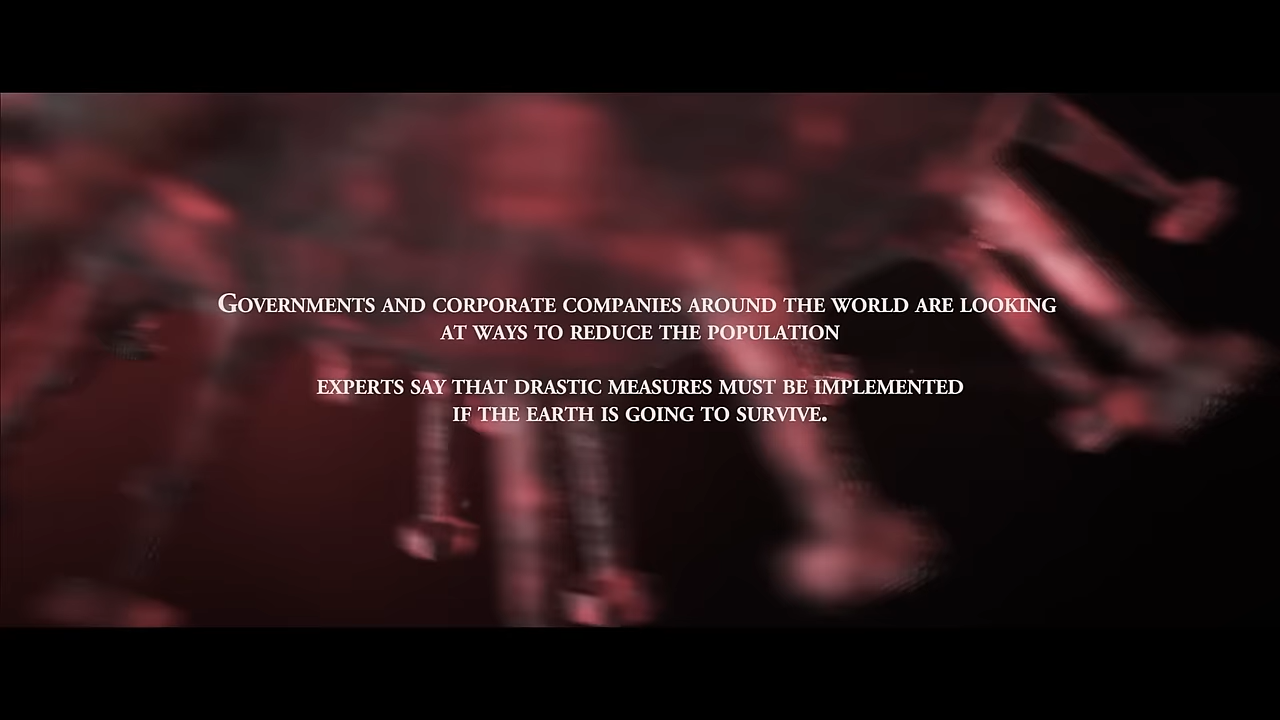 Governments and corporate companies around the world are looking
at ways to reduce the population
experts say that drastic measures must be implemented
if the earth is going to survive.